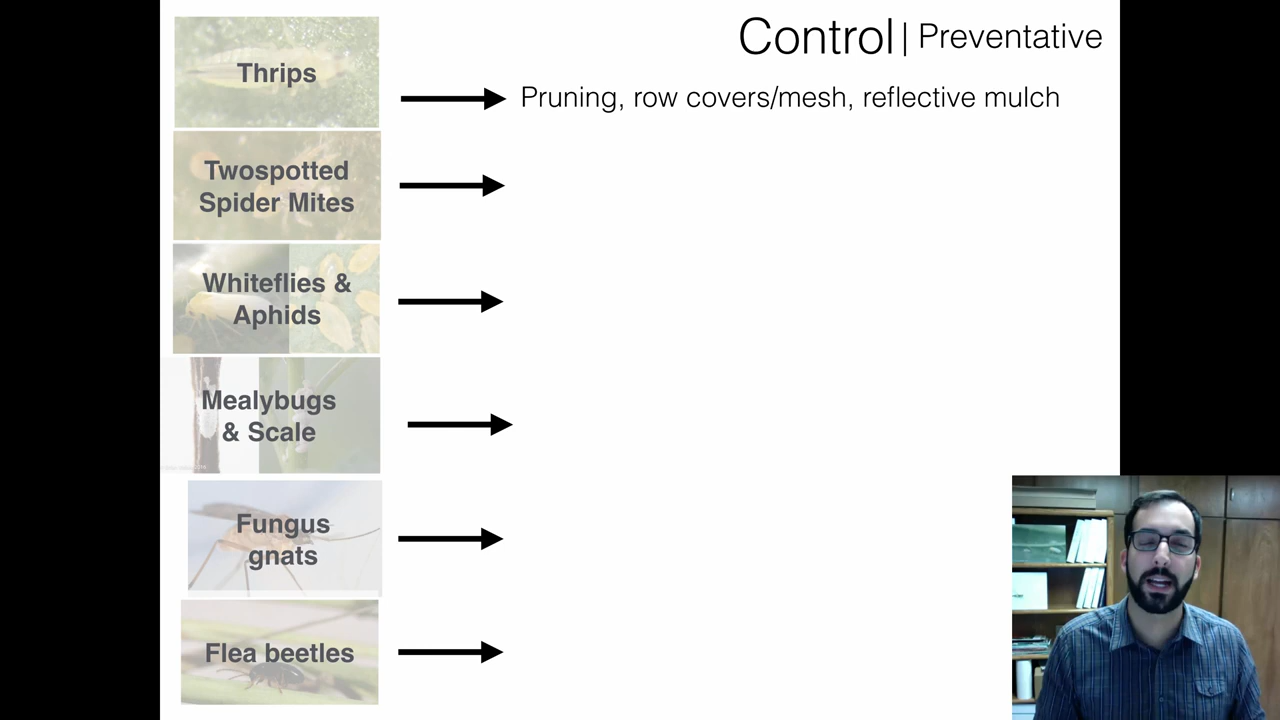 Control | Preventative
Thrips
Pruning, row covers/mesh, reflective mulch
Twospotted
Spider Mites
Whiteflies &
Aphids
Mealybugs
& Scale
Fungus
gnats
Flea beetles